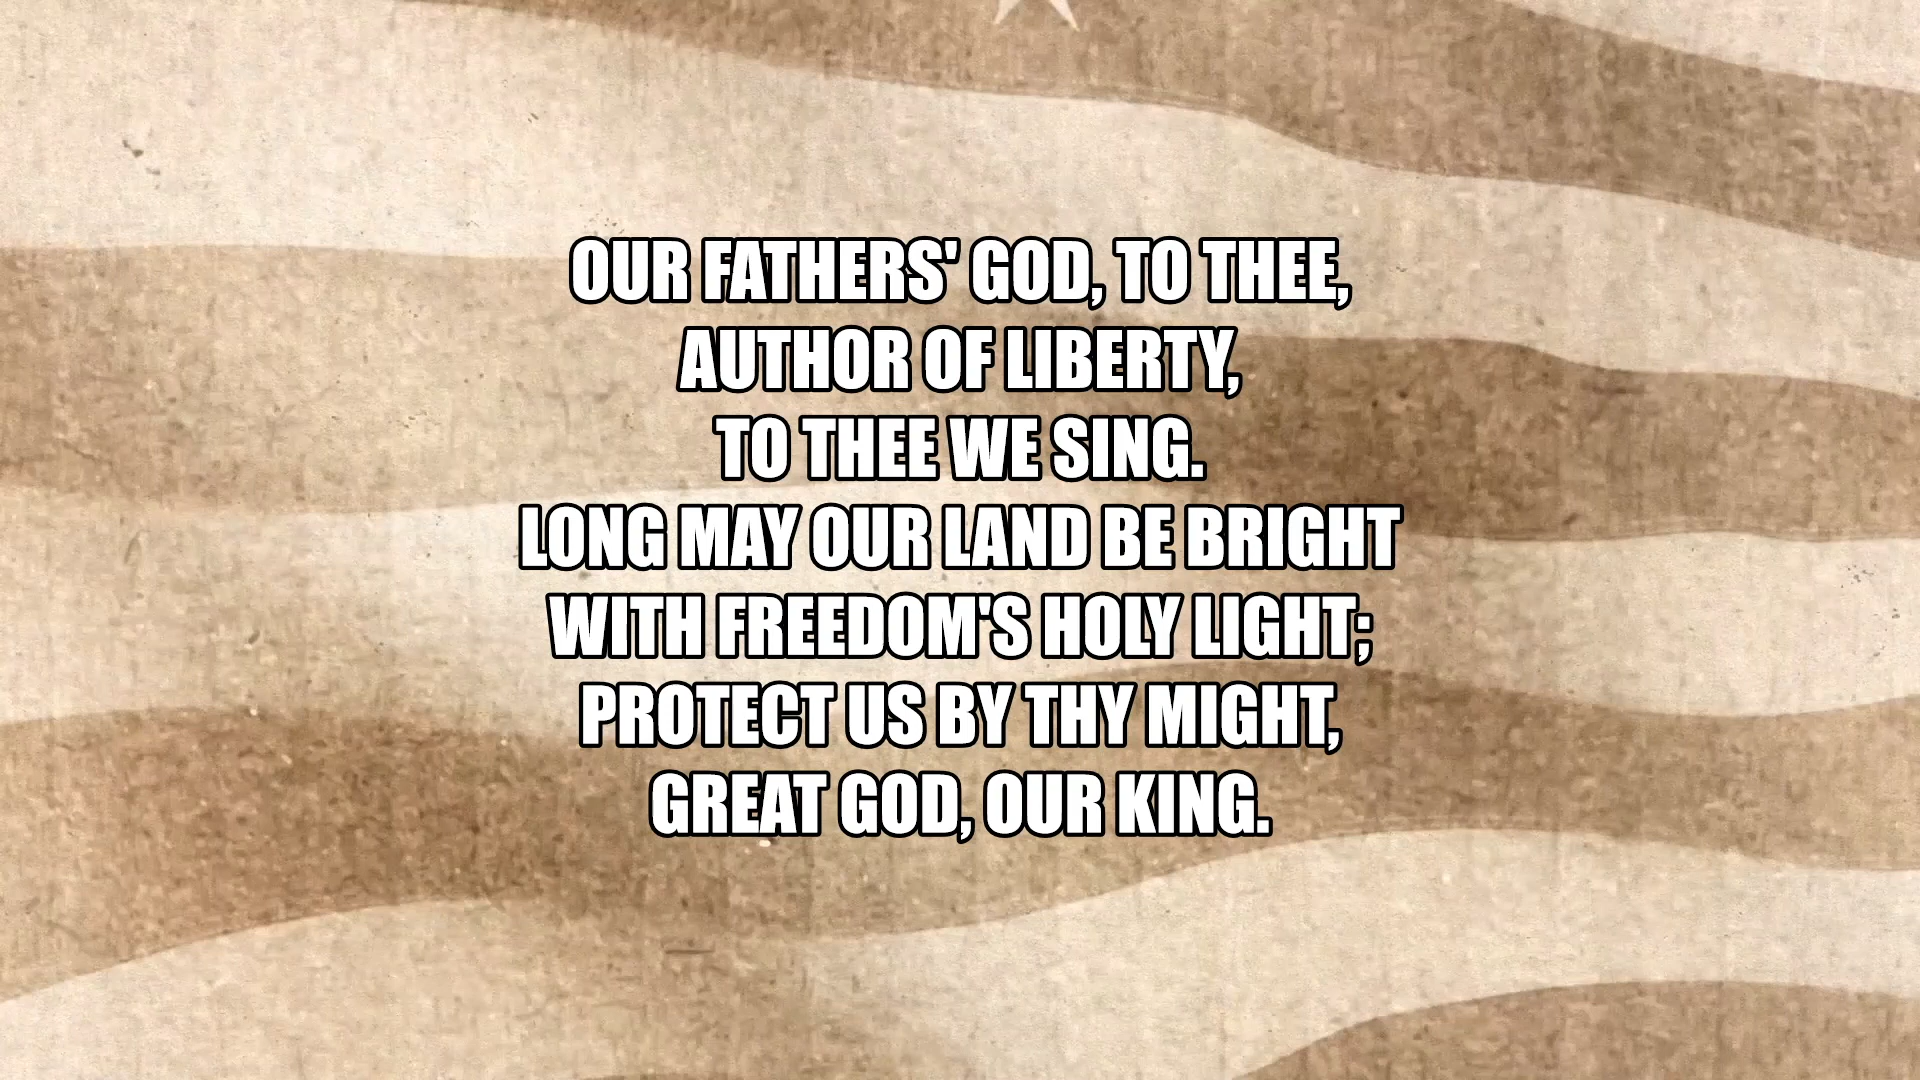 OUR FATHERS' GOD, TO THEE,
AUTHOR OF LIBERTY,
TO THEE WE SING.
LONG MAY OUR LAND BE BRIGHT
WITH FREEDOM'S HOLY LIGHT;
PROTECT US BY THY MIGHT,
GREAT GOD, OUR KING.